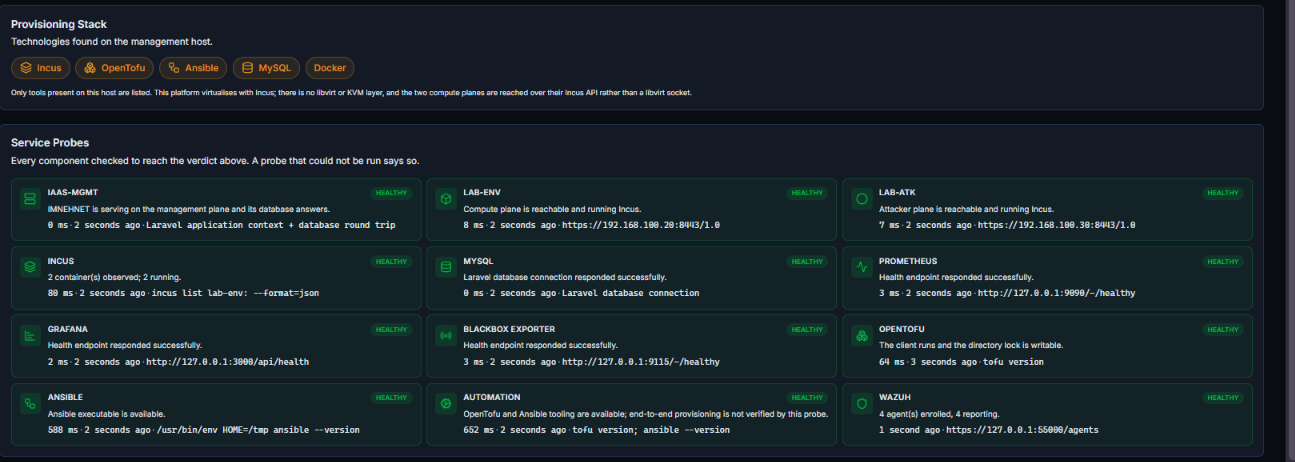 Provisioning Stack
Technologies found on the management host.
Incus OpenTofu Ansible MySQL Docker
Only tools present on this host are listed. This platform virtualises with Incus; there is no libvirt or KVM layer, and the two compute planes are reached over their Incus API rather than a libvirt socket.
Service Probes
Every component checked to reach the verdict above. A probe that could not be run says so.
IAAS-MGMT HEALTHY
IMNEHNET is serving on the management plane and its database answers.
0 ms·2 seconds ago·Laravel application context + database round trip
LAB-ENV HEALTHY
Compute plane is reachable and running Incus.
8 ms·2 seconds ago·https://192.168.100.20:8443/1.0
LAB-ATK HEALTHY
Attacker plane is reachable and running Incus.
7 ms·2 seconds ago·https://192.168.100.30:8443/1.0
INCUS HEALTHY
2 container(s) observed; 2 running.
80 ms·2 seconds ago·incus list lab-env: --format=json
MYSQL HEALTHY
Laravel database connection responded successfully.
0 ms·2 seconds ago·Laravel database connection
PROMETHEUS HEALTHY
Health endpoint responded successfully.
3 ms·2 seconds ago·http://127.0.0.1:9090/-/healthy
GRAFANA HEALTHY
Health endpoint responded successfully.
2 ms·2 seconds ago·http://127.0.0.1:3000/api/health
BLACKBOX EXPORTER HEALTHY
Health endpoint responded successfully.
3 ms·2 seconds ago·http://127.0.0.1:9115/-/healthy
OPENTOFU HEALTHY
The client runs and the directory lock is writable.
64 ms·3 seconds ago·tofu version
ANSIBLE HEALTHY
Ansible executable is available.
588 ms·2 seconds ago·/usr/bin/env HOME=/tmp ansible --version
AUTOMATION HEALTHY
OpenTofu and Ansible tooling are available; end-to-end provisioning is not verified by this probe.
652 ms·2 seconds ago·tofu version; ansible --version
WAZUH HEALTHY
4 agent(s) enrolled, 4 reporting.
1 second ago·https://127.0.0.1:55000/agents